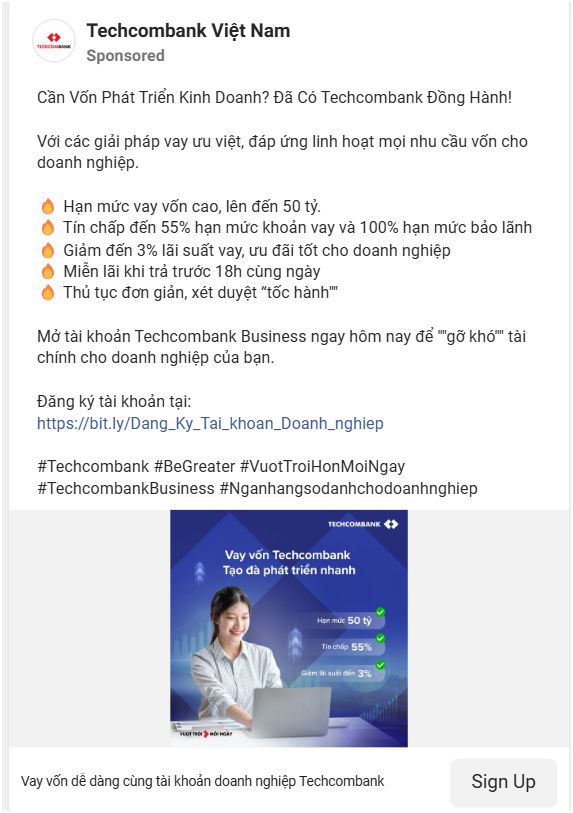 TECHCOMBANK
Techcombank Việt Nam
Sponsored
Cần Vốn Phát Triển Kinh Doanh? Đã Có Techcombank Đồng Hành!
Với các giải pháp vay ưu việt, đáp ứng linh hoạt mọi nhu cầu vốn cho
doanh nghiệp.
🔥 Hạn mức vay vốn cao, lên đến 50 tỷ.
🔥 Tín chấp đến 55% hạn mức khoản vay và 100% hạn mức bảo lãnh
🔥 Giảm đến 3% lãi suất vay, ưu đãi tốt cho doanh nghiệp
🔥 Miễn lãi khi trả trước 18h cùng ngày
🔥 Thủ tục đơn giản, xét duyệt “tốc hành""
Mở tài khoản Techcombank Business ngay hôm nay để ""gỡ khó"" tài
chính cho doanh nghiệp của bạn.
Đăng ký tài khoản tại:
https://bit.ly/Dang_Ky_Tai_khoan_Doanh_nghiep
#Techcombank #BeGreater #VuotTroiHonMoiNgay
#TechcombankBusiness #Nganhangsodanhchodoanhnghiep
TECHCOMBANK
Vay vốn Techcombank
Tạo đà phát triển nhanh
Hạn mức 50 tỷ
Tín chấp 55%
Giảm lãi suất đến 3%
VƯỢT TRỘI MỖI NGÀY
Vay vốn dễ dàng cùng tài khoản doanh nghiệp Techcombank
Sign Up